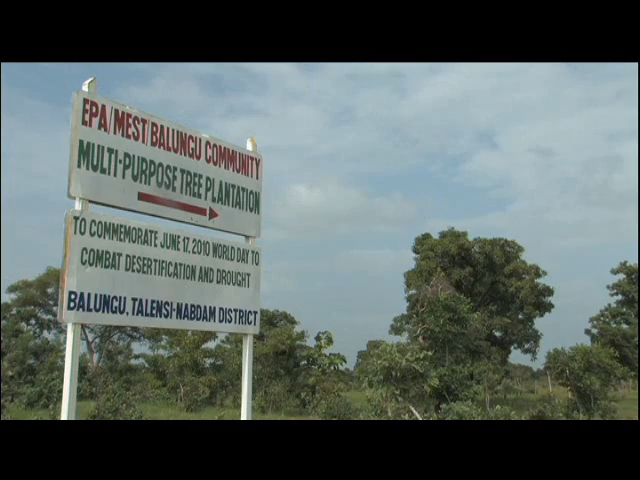 EPA/MEST/BALUNGU COMMUNITY
MULTI-PURPOSE TREE PLANTATION
TO COMMEMORATE JUNE 17, 2010 WORLD DAY TO
COMBAT DESERTIFICATION AND DROUGHT
BALUNGU, TALENSI-NABDAM DISTRICT